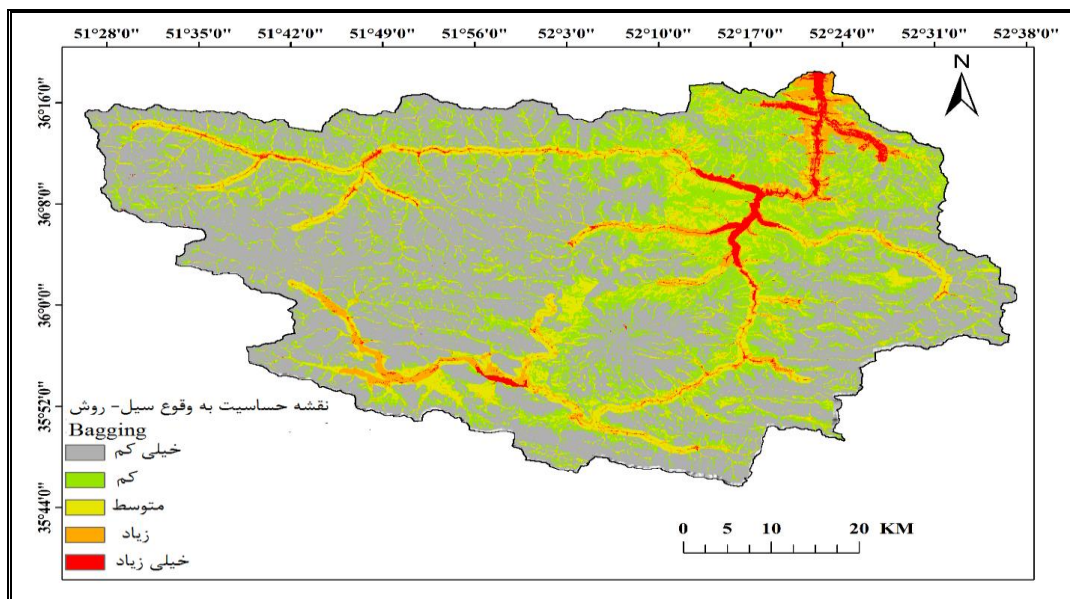 51°28'0" 51°35'0" 51°42'0" 51°49'0" 51°56'0" 52°3'0" 52°10'0" 52°17'0" 52°24'0" 52°31'0" 52°38'0"
N
36°16'0"
36°8'0"
36°0'0"
35°52'0"
35°44'0"
نقشه حساسیت به وقوع سیل- روش
Bagging
خیلی کم
کم
متوسط
زیاد
خیلی زیاد
0 5 10 20 KM